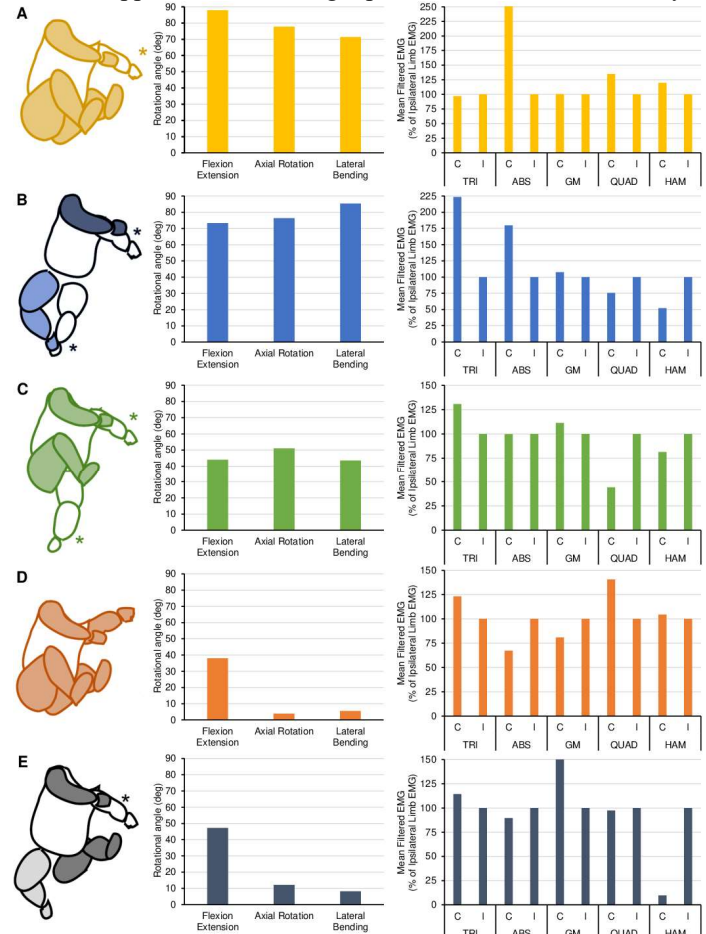 A
*
Rotational angle (deg)
90
80
70
60
50
40
30
20
10
0
Flexion Extension
Axial Rotation
Lateral Bending
Mean Filtered EMG
(% of Ipsilateral Limb EMG)
250
225
200
175
150
125
100
75
50
25
0
C I C I C I C I C I
TRI ABS GM QUAD HAM
B
*
*
Rotational angle (deg)
90
80
70
60
50
40
30
20
10
0
Flexion Extension
Axial Rotation
Lateral Bending
Mean Filtered EMG
(% of Ipsilateral Limb EMG)
225
200
175
150
125
100
75
50
25
0
C I C I C I C I C I
TRI ABS GM QUAD HAM
C
*
*
Rotational angle (deg)
90
80
70
60
50
40
30
20
10
0
Flexion Extension
Axial Rotation
Lateral Bending
Mean Filtered EMG
(% of Ipsilateral Limb EMG)
150
125
100
75
50
25
0
C I C I C I C I C I
TRI ABS GM QUAD HAM
D
Rotational angle (deg)
90
80
70
60
50
40
30
20
10
0
Flexion Extension
Axial Rotation
Lateral Bending
Mean Filtered EMG
(% of Ipsilateral Limb EMG)
150
125
100
75
50
25
0
C I C I C I C I C I
TRI ABS GM QUAD HAM
E
*
Rotational angle (deg)
90
80
70
60
50
40
30
20
10
0
Flexion Extension
Axial Rotation
Lateral Bending
Mean Filtered EMG
(% of Ipsilateral Limb EMG)
150
125
100
75
50
25
0
C I C I C I C I C I
TRI ABS GM QUAD HAM